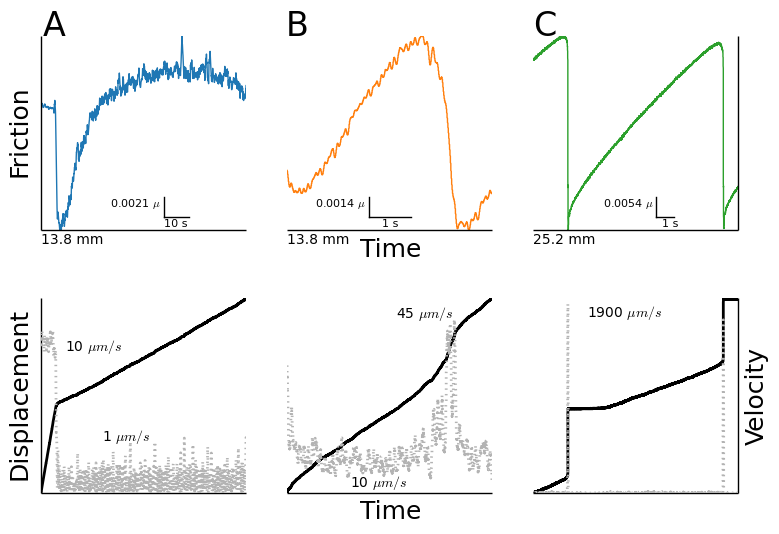 A B C
Friction
0.0021 μ
10 s
0.0014 μ
1 s
0.0054 μ
1 s
13.8 mm
13.8 mm
25.2 mm
Time
Displacement
10 μm/s
1 μm/s
45 μm/s
10 μm/s
1900 μm/s
Velocity
Time